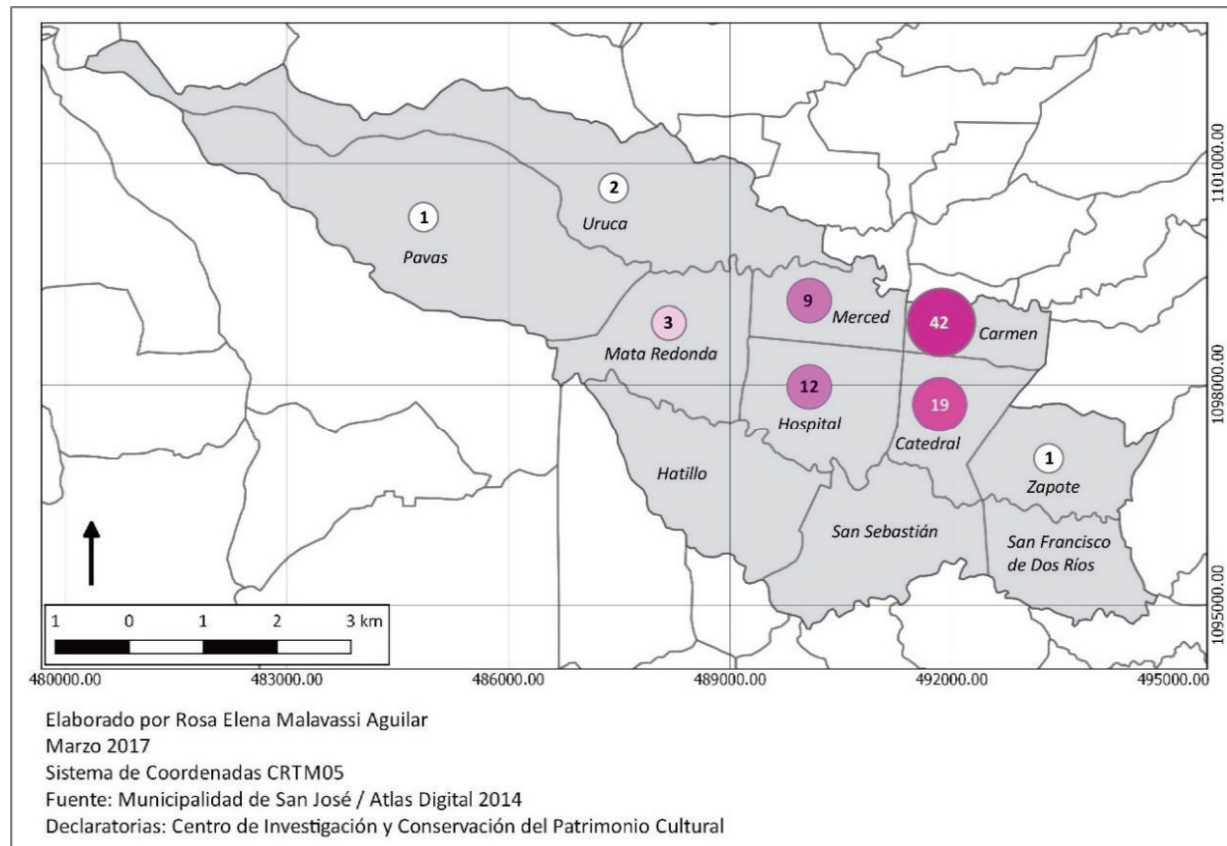 2
Uruca
1
Pavas
9
Merced
42
Carmen
3
Mata Redonda
12
Hospital
19
Catedral
1
Zapote
Hatillo
San Sebastián
San Francisco
de Dos Ríos
1101000.00
1098000.00
1095000.00
1 0 1 2 3 km
480000.00 483000.00 486000.00 489000.00 492000.00 495000.00
Elaborado por Rosa Elena Malavassi Aguilar
Marzo 2017
Sistema de Coordenadas CRTM05
Fuente: Municipalidad de San José / Atlas Digital 2014
Declaratorias: Centro de Investigación y Conservación del Patrimonio Cultural